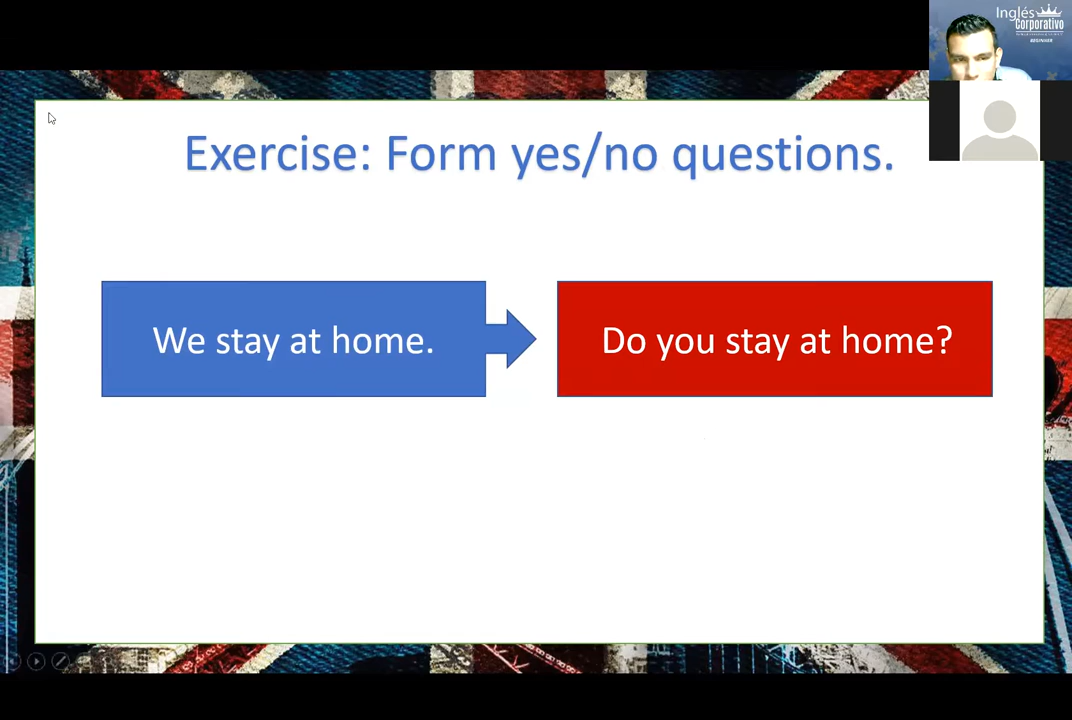 Inglés
Corporativo
BEGINNER
Exercise: Form yes/no questions.
We stay at home.
Do you stay at home?